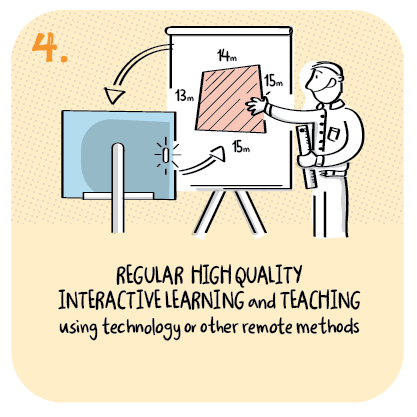 4.
14m
13m
15m
15m
REGULAR HIGH QUALITY
INTERACTIVE LEARNING and TEACHING
using technology or other remote methods